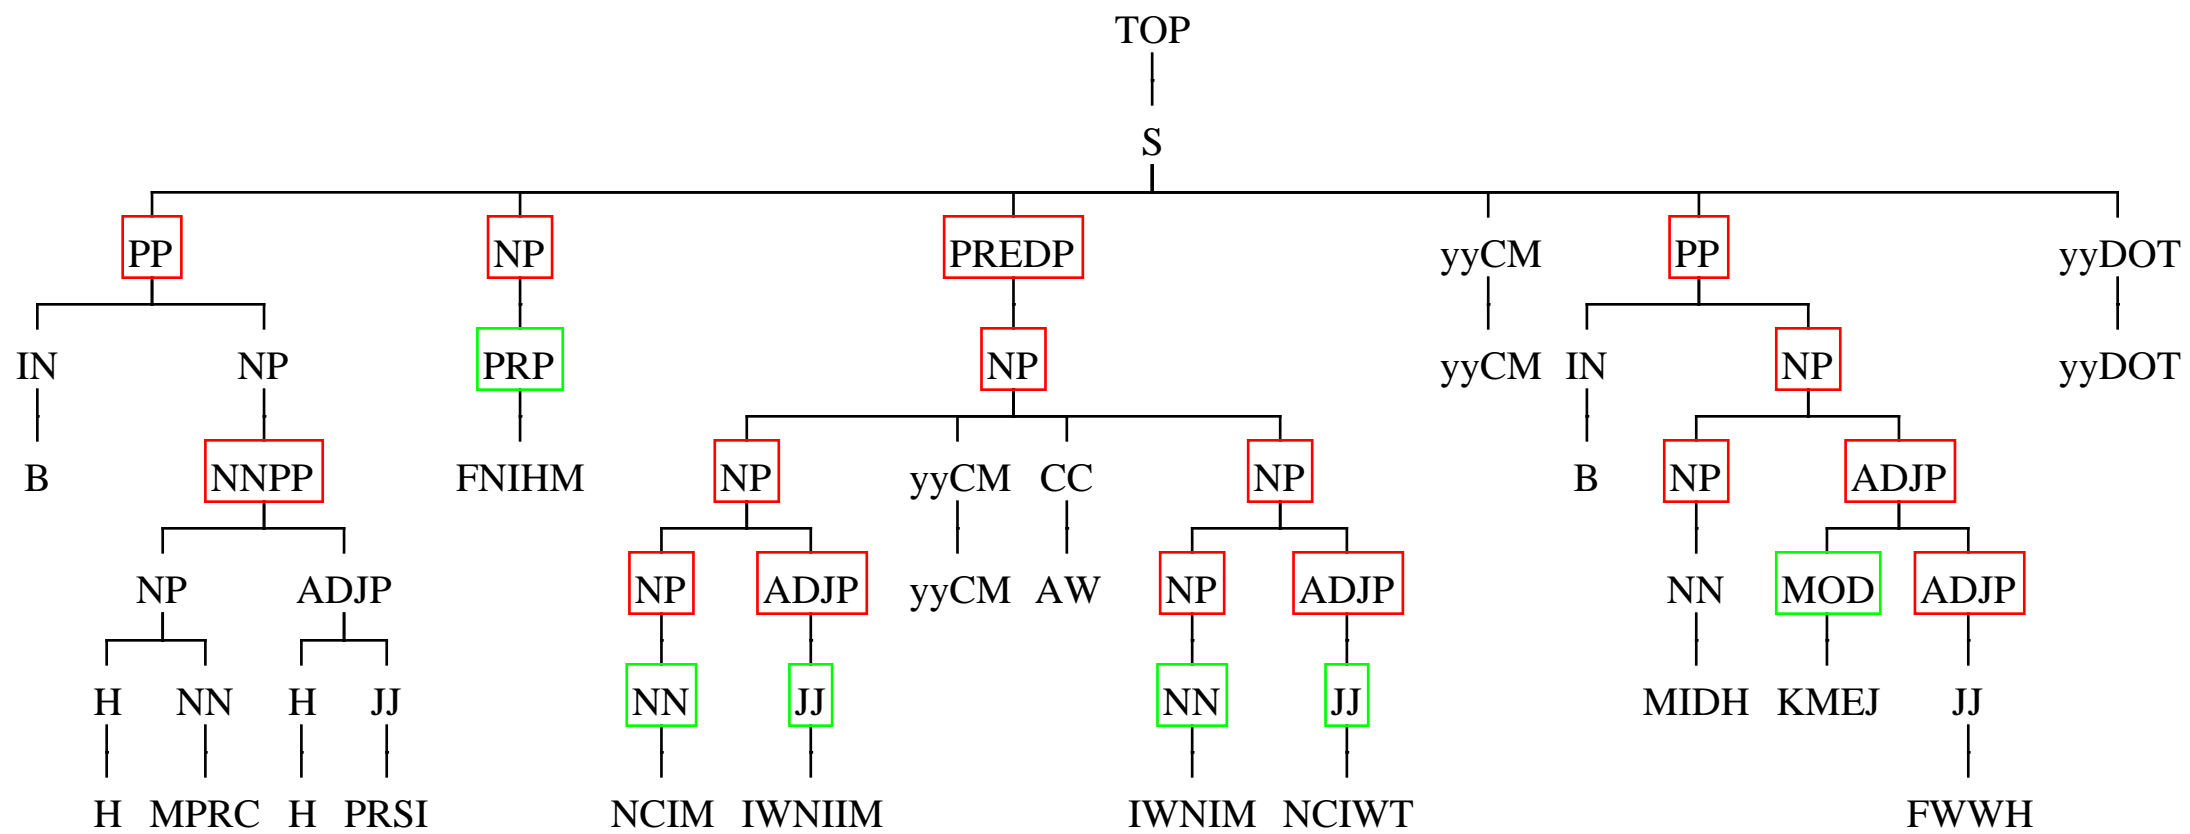 TOP
S
PP NP PREDP yyCM PP yyDOT
IN NP PRP NP yyCM IN NP yyDOT
B NNPP FNIHM NP yyCM CC NP B NP ADJP
NP ADJP NP ADJP yyCM AW NP ADJP NN MOD ADJP
H NN H JJ NN JJ NN JJ MIDH KMEJ JJ
H MPRC H PRSI NCIM IWNIIM IWNIM NCIWT FWWH